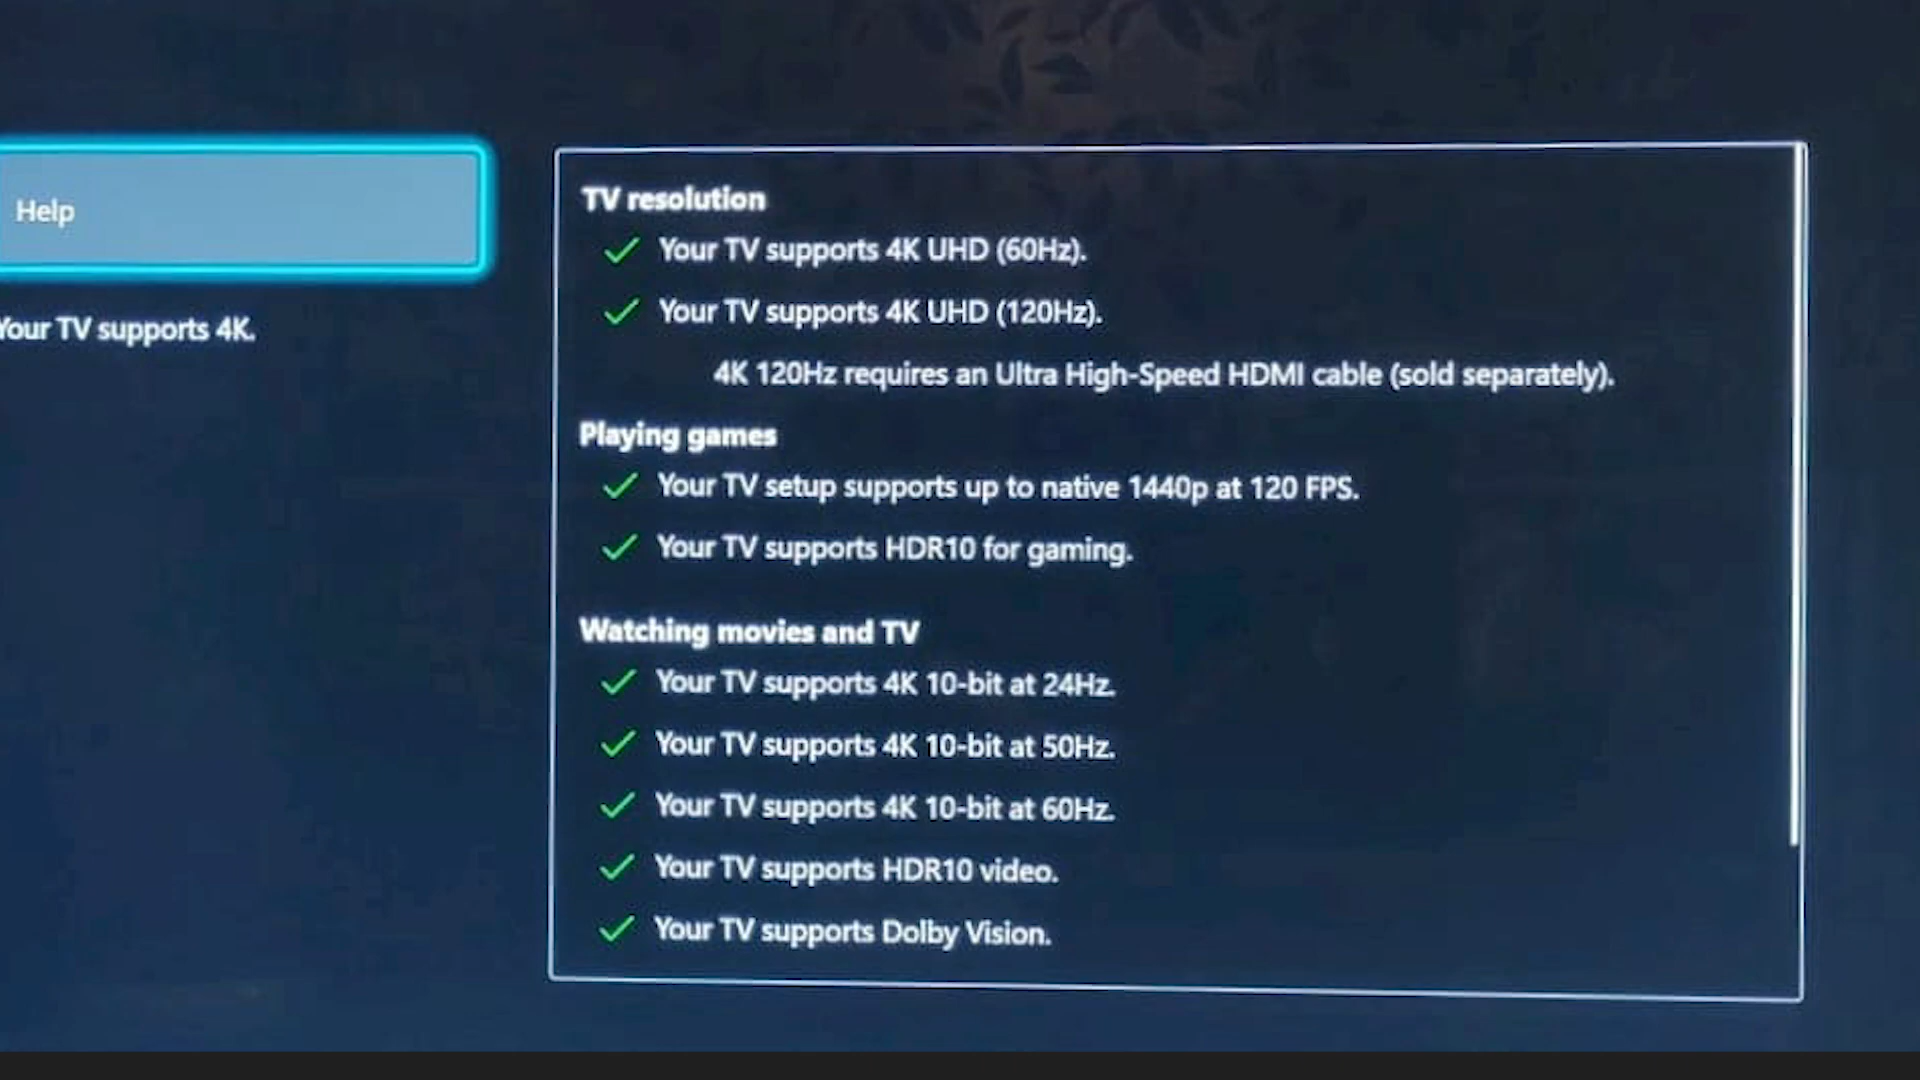 Help
Your TV supports 4K.
TV resolution
Your TV supports 4K UHD (60Hz).
Your TV supports 4K UHD (120Hz).
4K 120Hz requires an Ultra High-Speed HDMI cable (sold separately).
Playing games
Your TV setup supports up to native 1440p at 120 FPS.
Your TV supports HDR10 for gaming.
Watching movies and TV
Your TV supports 4K 10-bit at 24Hz.
Your TV supports 4K 10-bit at 50Hz.
Your TV supports 4K 10-bit at 60Hz.
Your TV supports HDR10 video.
Your TV supports Dolby Vision.